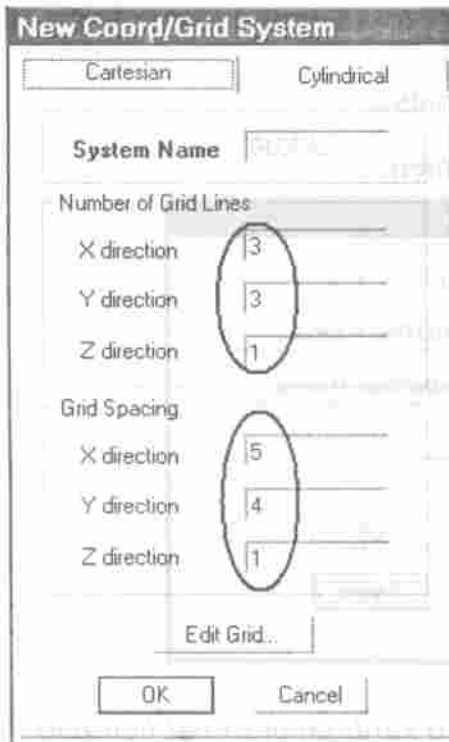 New Coord/Grid System
Cartesian Cylindrical
System Name
Number of Grid Lines
X direction 3
Y direction 3
Z direction 1
Grid Spacing
X direction 5
Y direction 4
Z direction 1
Edit Grid...
OK Cancel